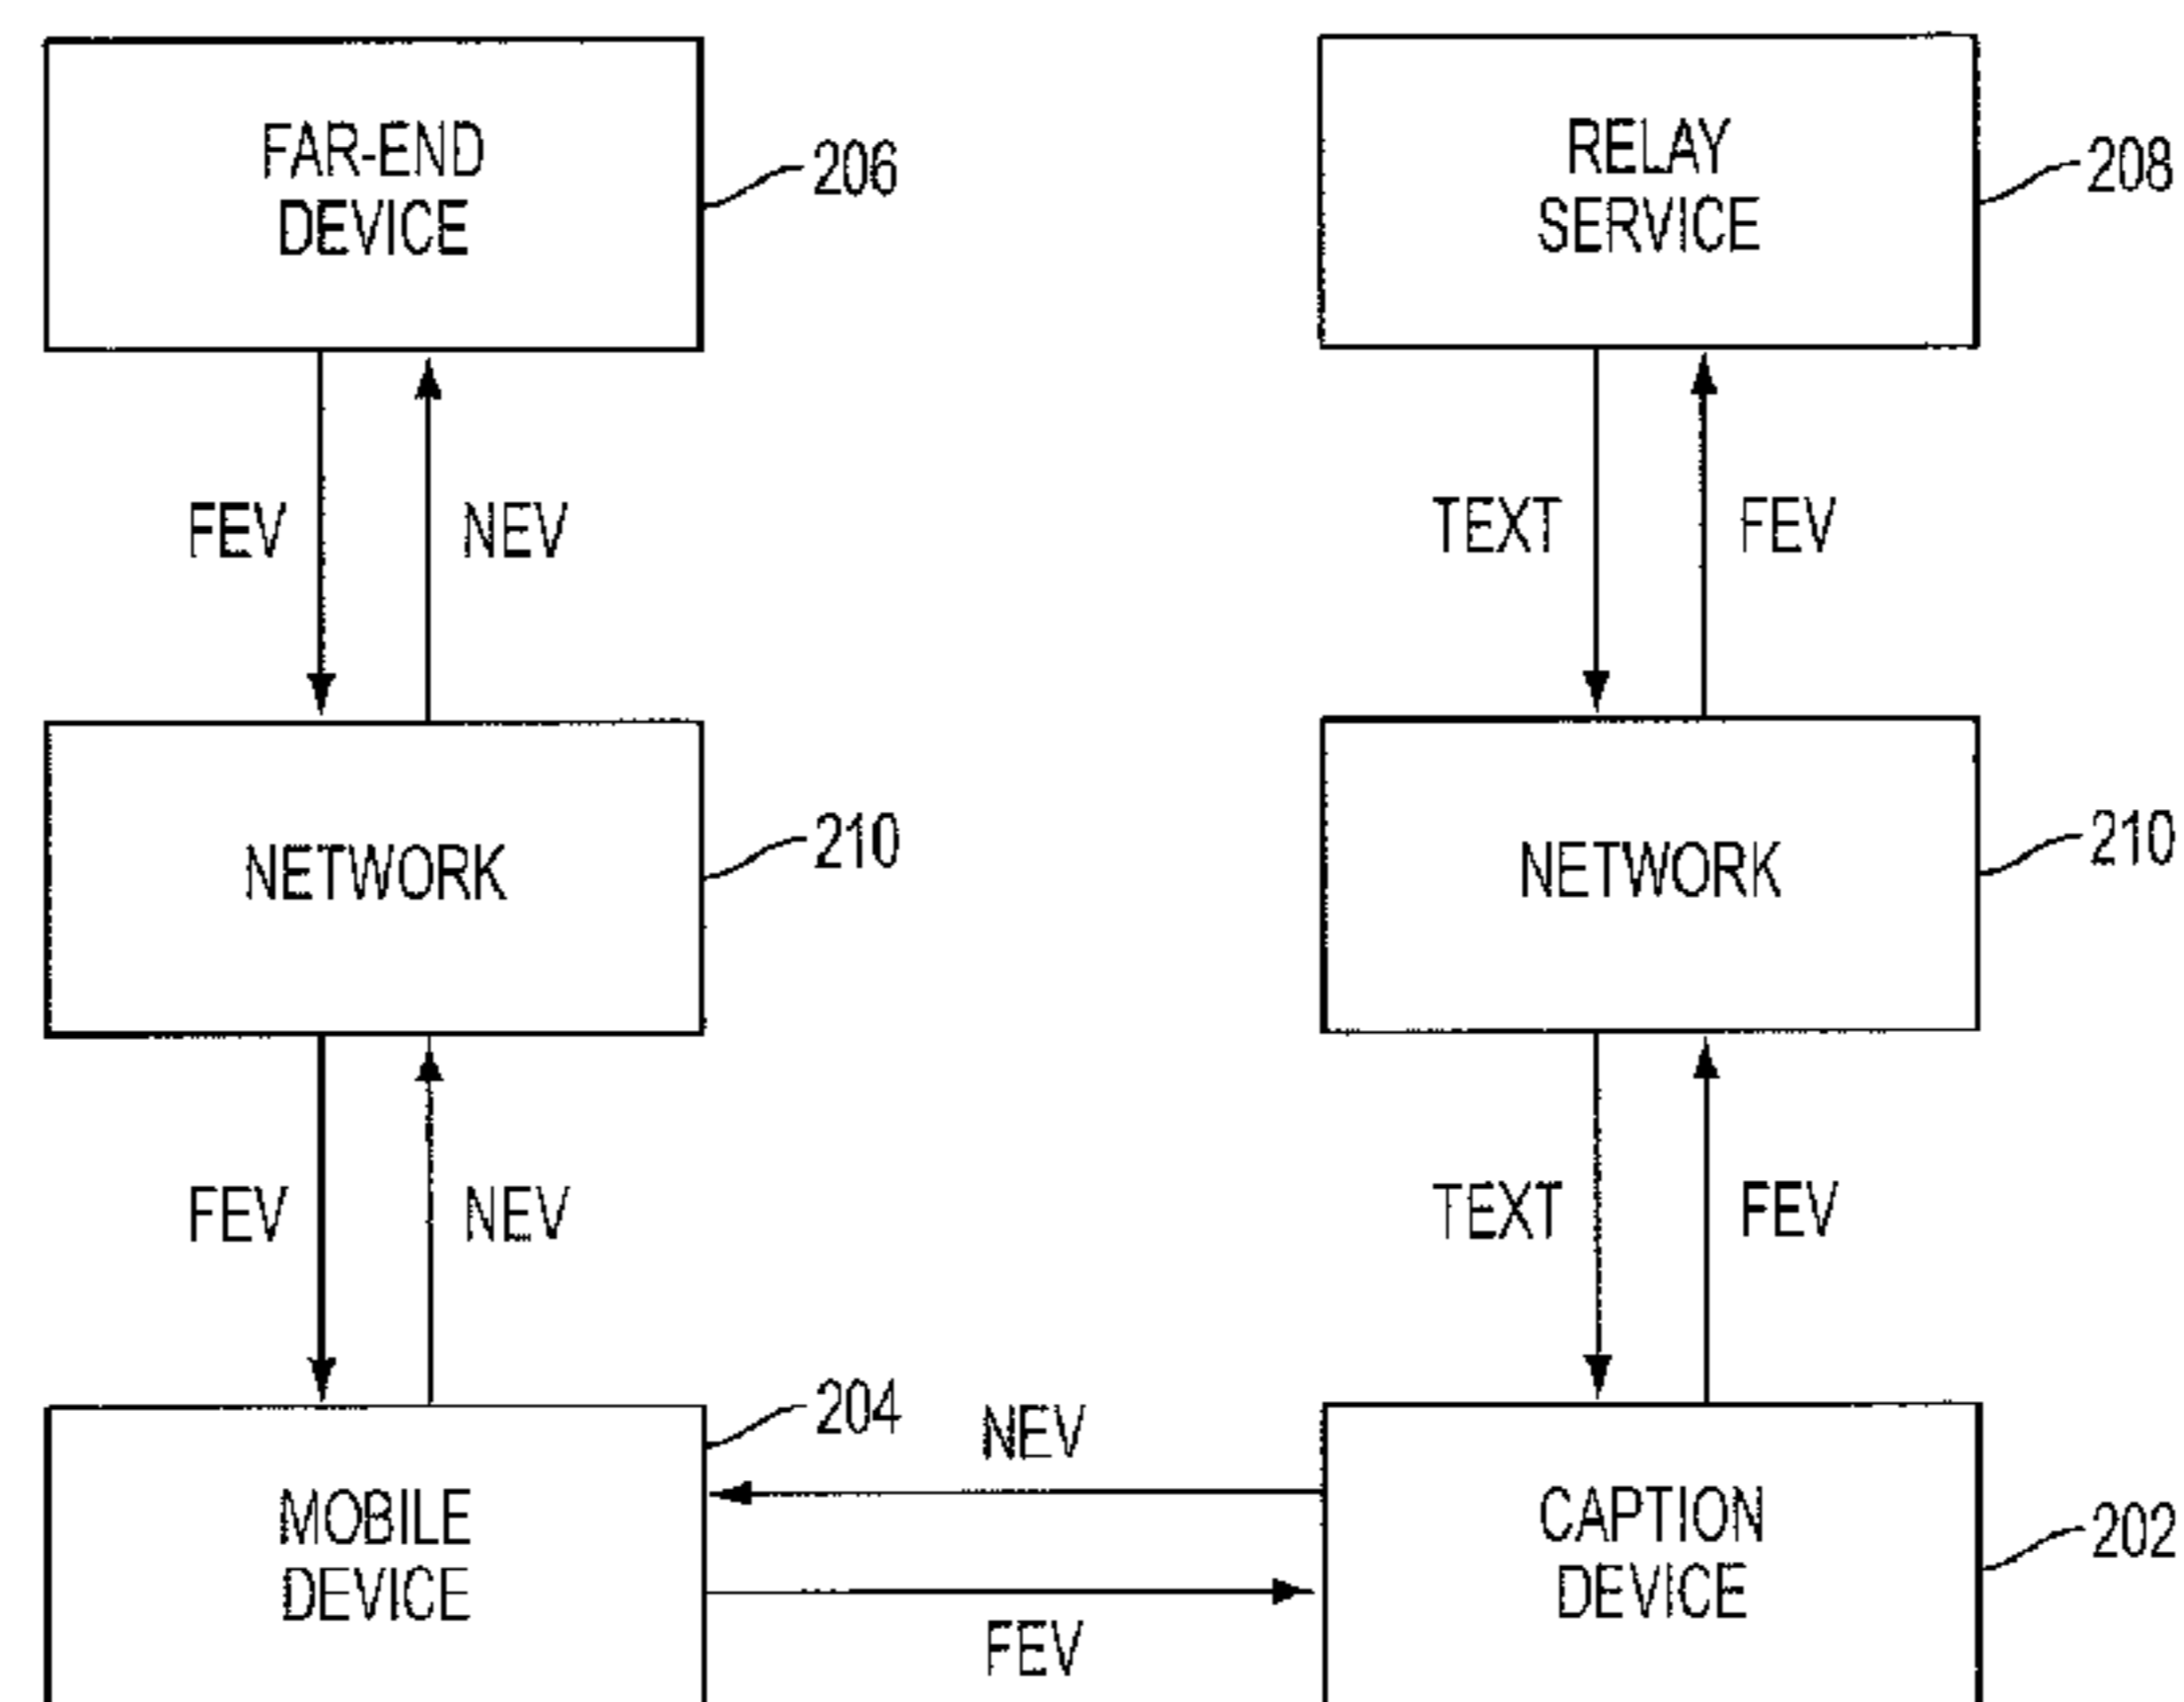 FAR-END
DEVICE
206
RELAY
SERVICE
208
FEV
NEV
TEXT
FEV
NETWORK
210
NETWORK
210
FEV
NEV
TEXT
FEV
MOBILE
DEVICE
204
NEV
FEV
CAPTION
DEVICE
202